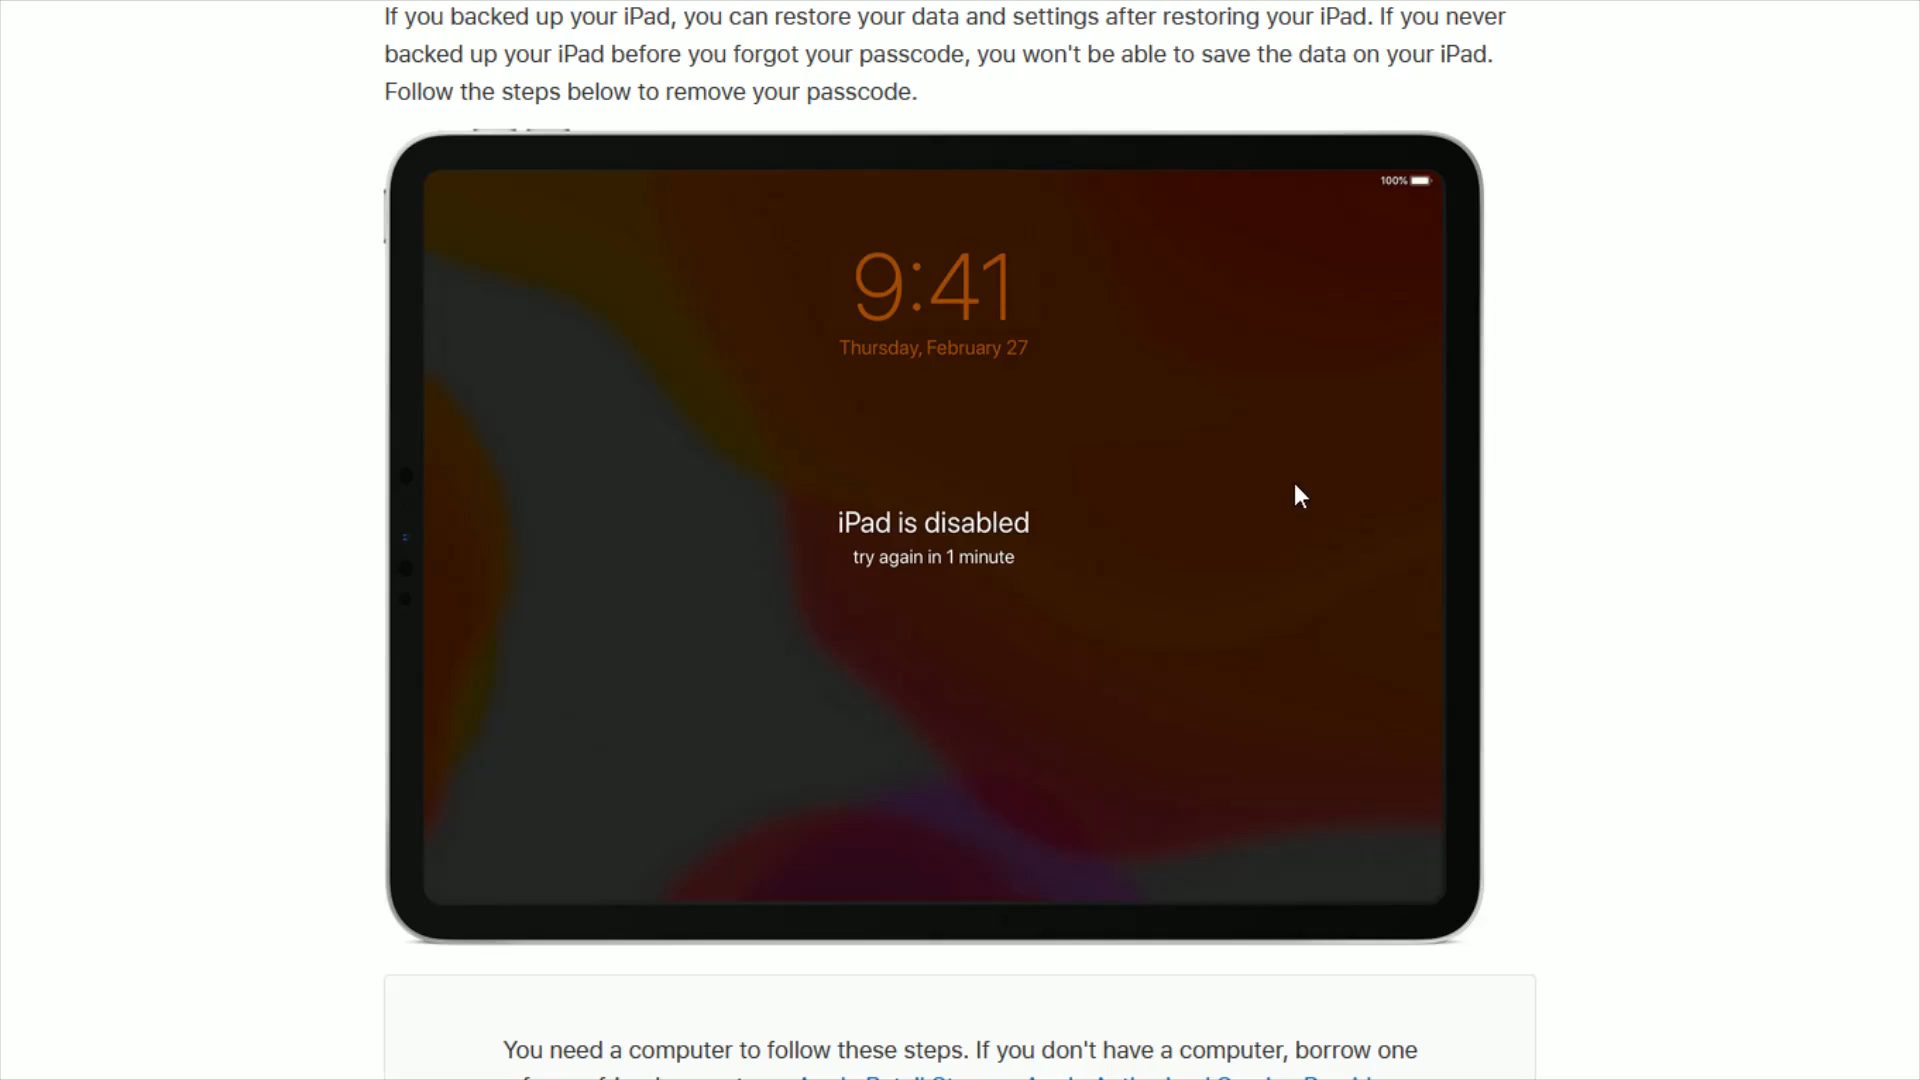 If you backed up your iPad, you can restore your data and settings after restoring your iPad. If you never
backed up your iPad before you forgot your passcode, you won't be able to save the data on your iPad.
Follow the steps below to remove your passcode.
100%
9:41
Thursday, February 27
iPad is disabled
try again in 1 minute
You need a computer to follow these steps. If you don't have a computer, borrow one